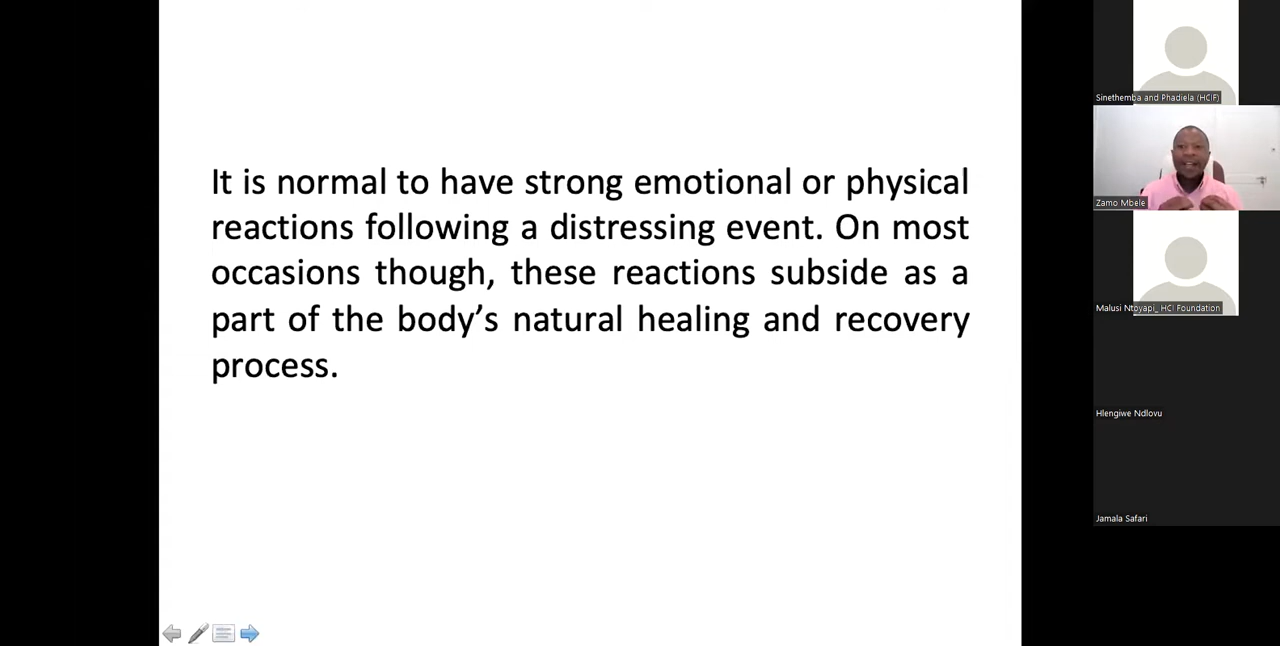 It is normal to have strong emotional or physical
reactions following a distressing event. On most
occasions though, these reactions subside as a
part of the body’s natural healing and recovery
process.
Sinethemba and Phadiela (HCIF)
Zamo Mbele
Malusi Ntoyapi_ HCI Foundation
Hlengiwe Ndlovu
Jamala Safari